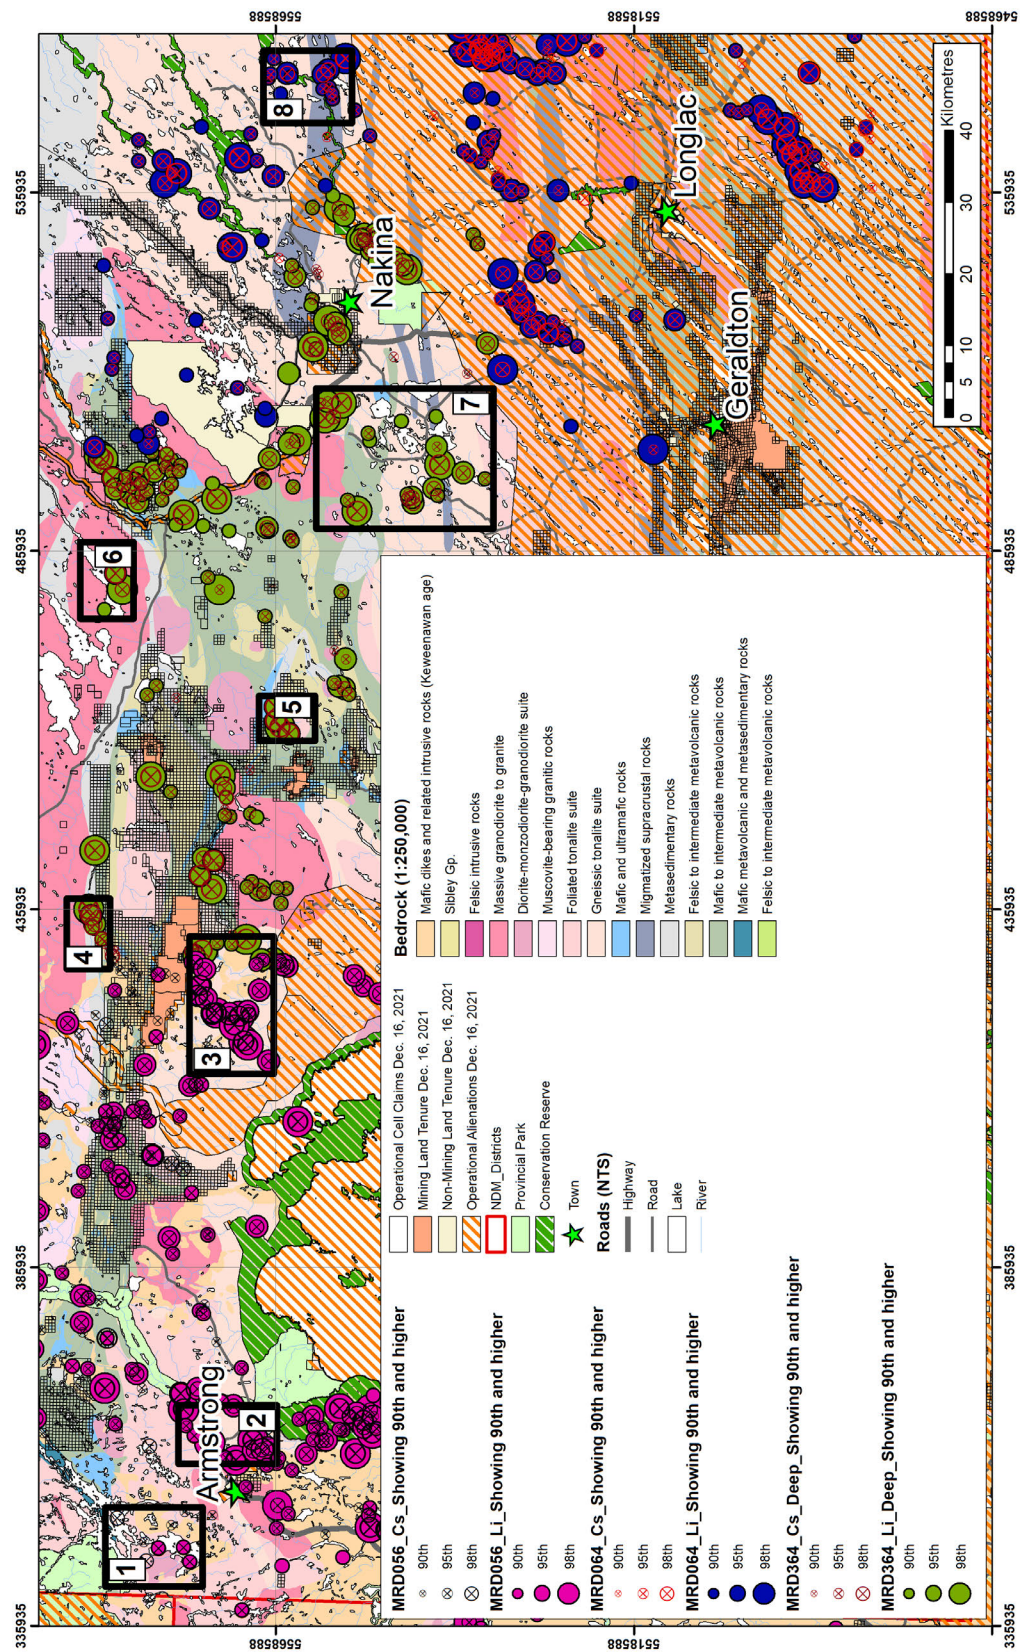 335935
385935
435935
485935
535935
5568588
5518588
5468588
1
2
3
4
5
6
7
8
Armstrong
Nakina
Geraldton
Longlac
MRD056_Cs_Showing 90th and higher
90th
95th
98th
MRD056_Li_Showing 90th and higher
90th
95th
98th
MRD064_Cs_Showing 90th and higher
90th
95th
98th
MRD064_Li_Showing 90th and higher
90th
95th
98th
MRD364_Cs_Deep_Showing 90th and higher
90th
95th
98th
MRD364_Li_Deep_Showing 90th and higher
90th
95th
98th
Operational Cell Claims Dec. 16, 2021
Mining Land Tenure Dec. 16, 2021
Non-Mining Land Tenure Dec. 16, 2021
Operational Alienations Dec. 16, 2021
NDM_Districts
Provincial Park
Conservation Reserve
Town
Roads (NTS)
Highway
Road
Lake
River
Bedrock (1:250,000)
Mafic dikes and related intrusive rocks (Keweenawan age)
Sibley Gp.
Felsic intrusive rocks
Massive granodiorite to granite
Diorite-monzodiorite-granodiorite suite
Muscovite-bearing granitic rocks
Foliated tonalite suite
Gneissic tonalite suite
Mafic and ultramafic rocks
Migmatized supracrustal rocks
Metasedimentary rocks
Felsic to intermediate metavolcanic rocks
Mafic to intermediate metavolcanic rocks
Mafic metavolcanic and metasedimentary rocks
Felsic to intermediate metavolcanic rocks
0 5 10 20 30 40
Kilometres
335935
385935
435935
485935
535935
5568588
5518588
5468588